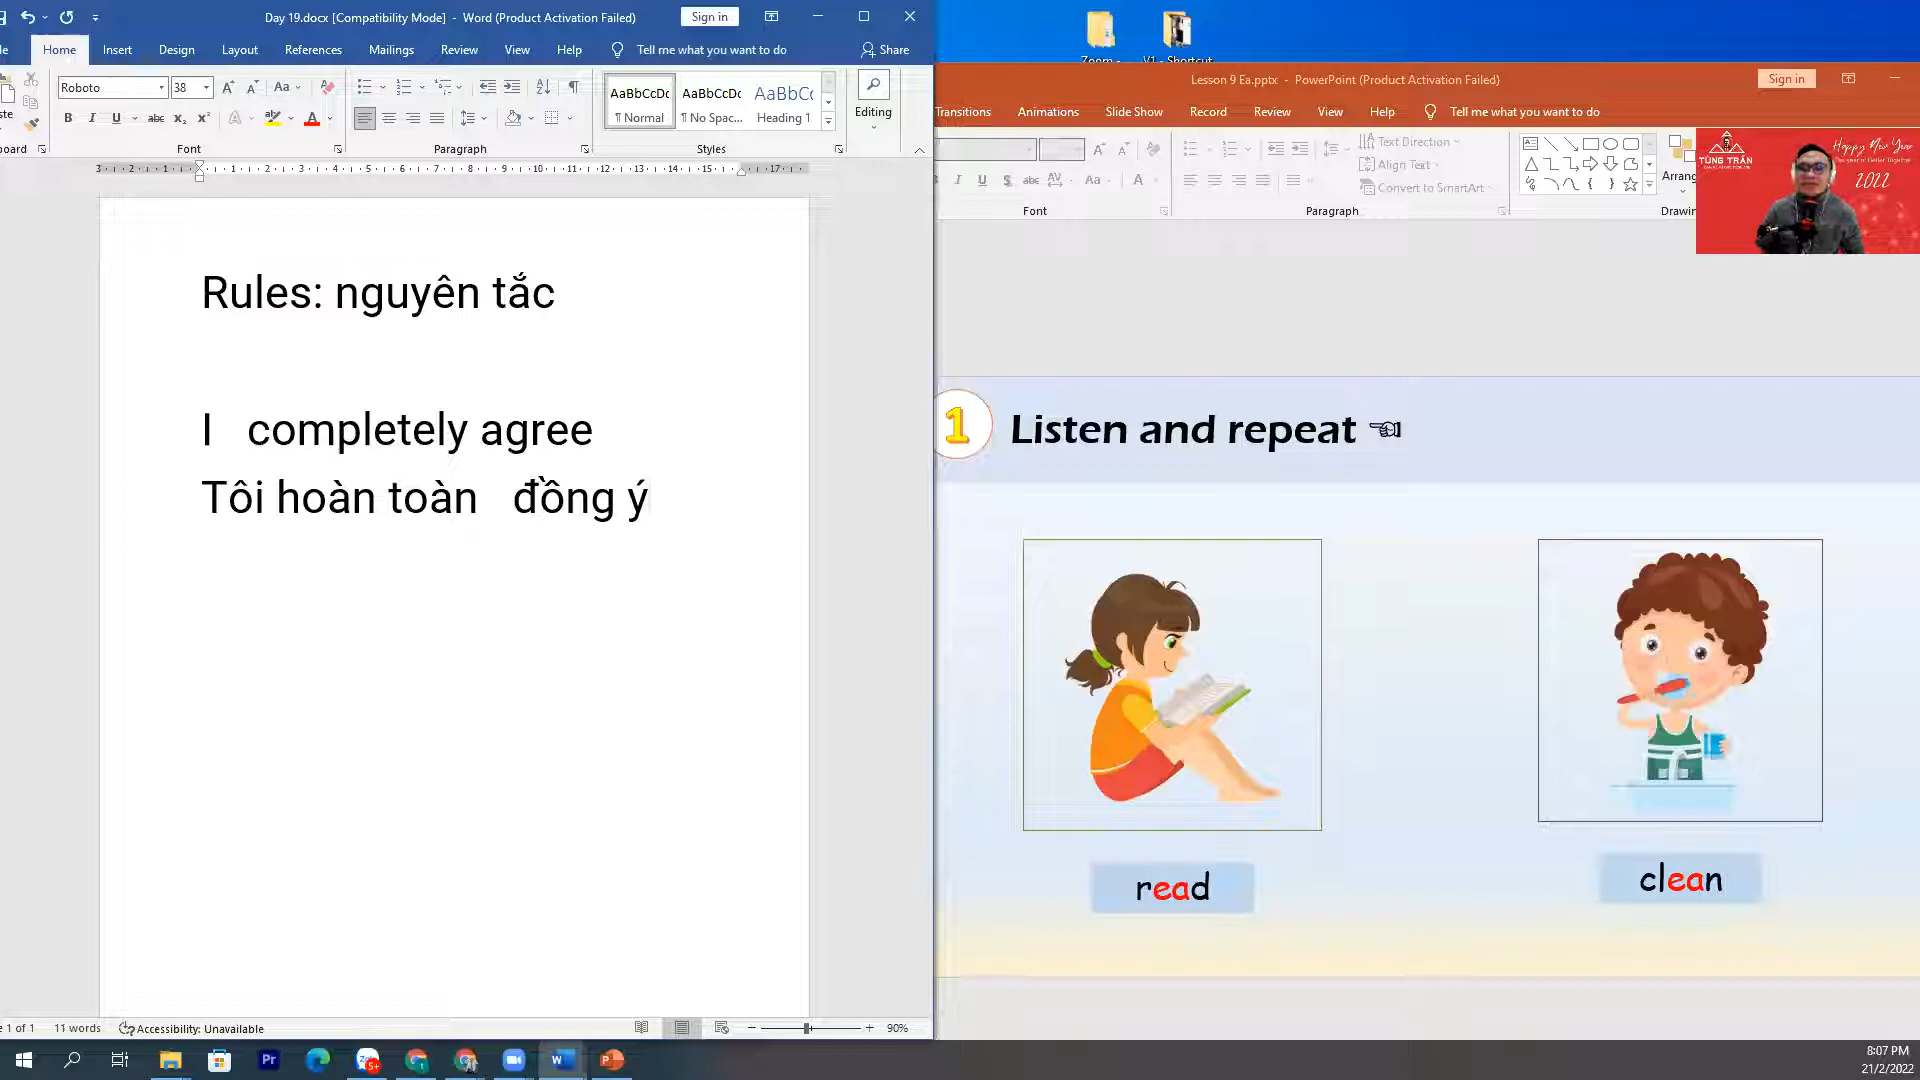 Day 19.docx [Compatibility Mode] - Word (Product Activation Failed)
Sign in
Home Insert Design Layout References Mailings Review View Help Tell me what you want to do Share
Roboto 38
AaBbCcDc AaBbCcDc AaBbCc
¶ Normal ¶ No Spac... Heading 1
Editing
Font Paragraph Styles
Rules: nguyên tắc
I completely agree
Tôi hoàn toàn đồng ý
1 of 1 11 words Accessibility: Unavailable 90%
Lesson 9 Ea.pptx - PowerPoint (Product Activation Failed)
Sign in
Transitions Animations Slide Show Record Review View Help Tell me what you want to do
Text Direction
Align Text
Convert to SmartArt
Font Paragraph
TÙNG TRẦN
Happy New Year
2022
1 Listen and repeat
read
clean
8:07 PM
21/2/2022